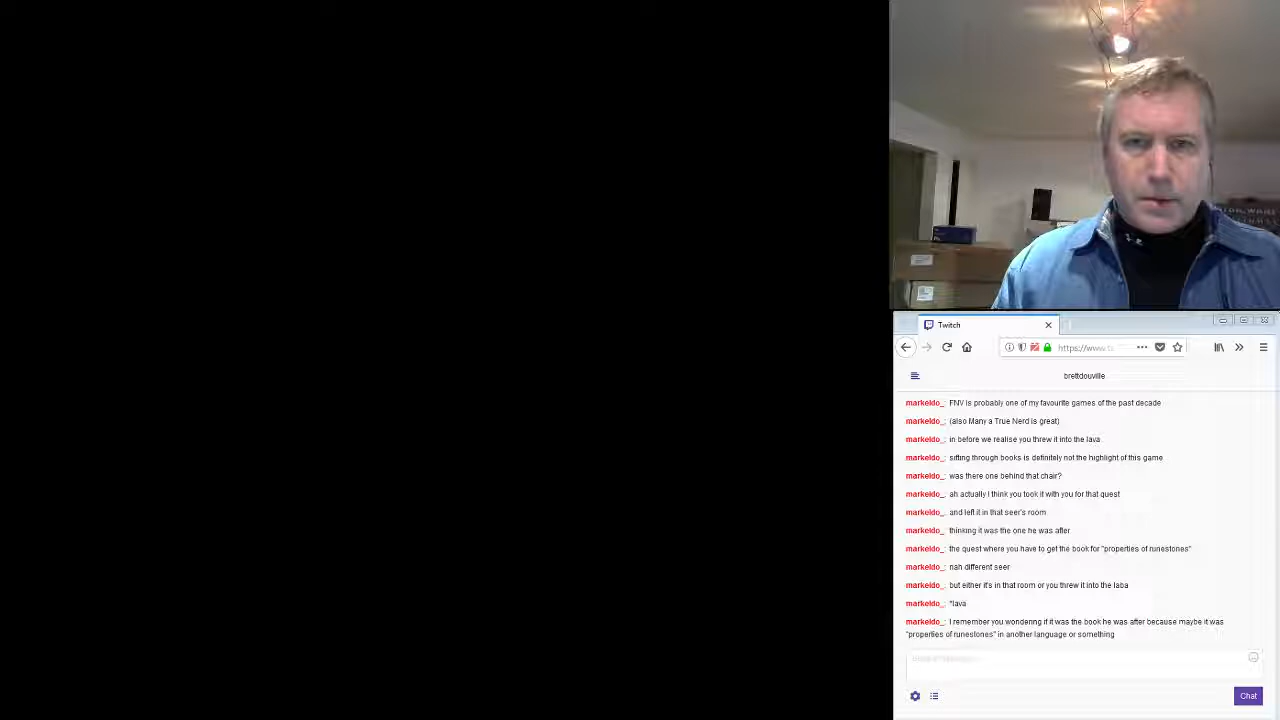 Twitch
https://www.t
brettdouville
markeldo_: FNV is probably one of my favourite games of the past decade
markeldo_: (also Many a True Nerd is great)
markeldo_: in before we realise you threw it into the lava
markeldo_: sifting through books is definitely not the highlight of this game
markeldo_: was there one behind that chair?
markeldo_: ah actually I think you took it with you for that quest
markeldo_: and left it in that seer's room
markeldo_: thinking it was the one he was after
markeldo_: the quest where you have to get the book for "properties of runestones"
markeldo_: nah different seer
markeldo_: but either it's in that room or you threw it into the laba
markeldo_: *lava
markeldo_: I remember you wondering if it was the book he was after because maybe it was
"properties of runestones" in another language or something
Chat